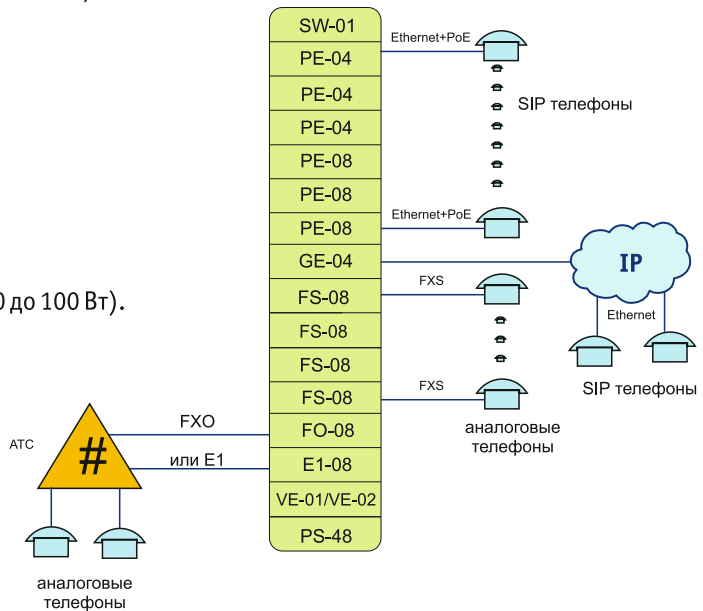 SW-01
PE-04
PE-04
PE-04
PE-08
PE-08
PE-08
GE-04
FS-08
FS-08
FS-08
FS-08
FO-08
E1-08
VE-01/VE-02
PS-48
Ethernet+PoE
SIP телефоны
Ethernet+PoE
IP
Ethernet
SIP телефоны
FXS
FXS
аналоговые
телефоны
0 до 100 Вт).
FXO
или E1
АТС
#
аналоговые
телефоны